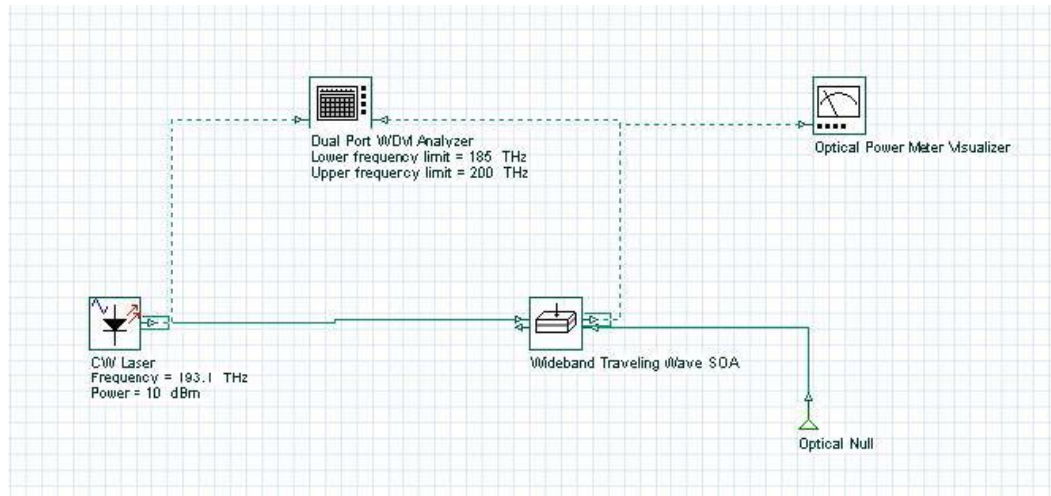 Dual Port WDM Analyzer
Lower frequency limit = 185 THz
Upper frequency limit = 200 THz
Optical Power Meter Visualizer
CW Laser
Frequency = 193.1 THz
Power = 10 dBm
Wideband Traveling Wave SOA
Optical Null